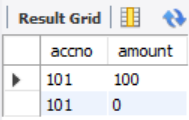 Result Grid
accno amount
101 100
101 0